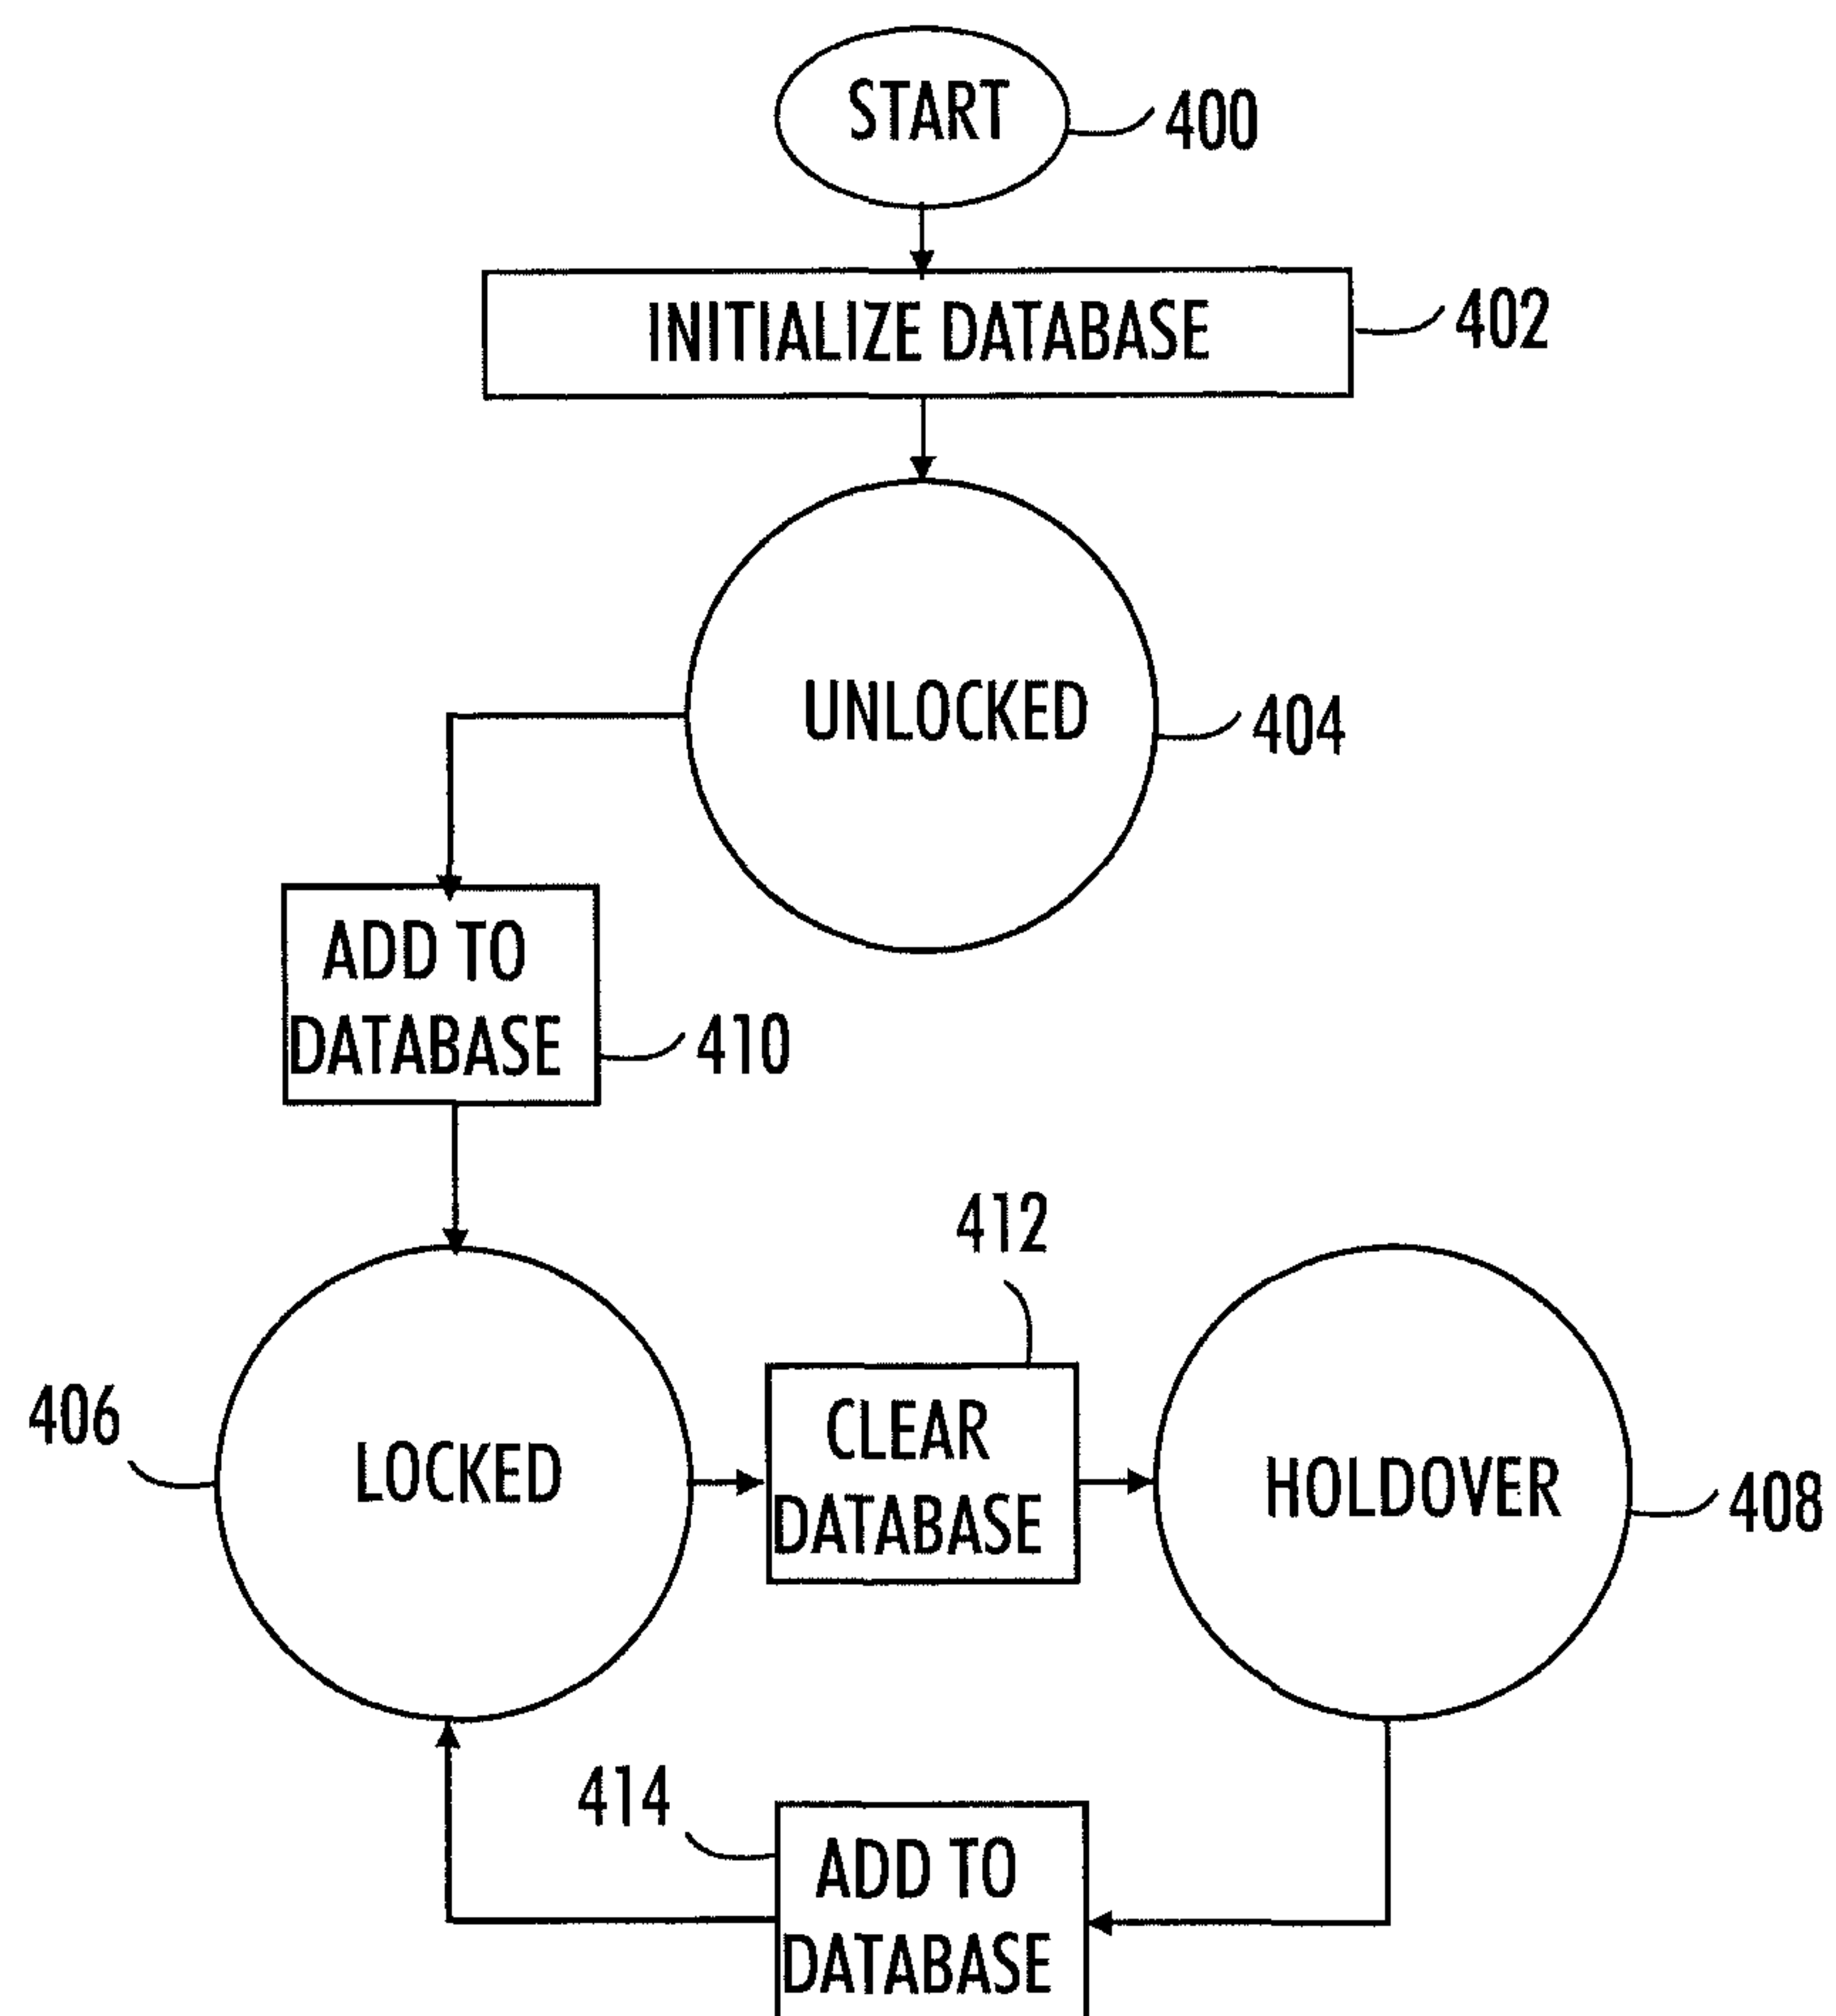 START
400
INITIALIZE DATABASE
402
UNLOCKED
404
ADD TO
DATABASE
410
412
406
LOCKED
CLEAR
DATABASE
HOLDOVER
408
414
ADD TO
DATABASE